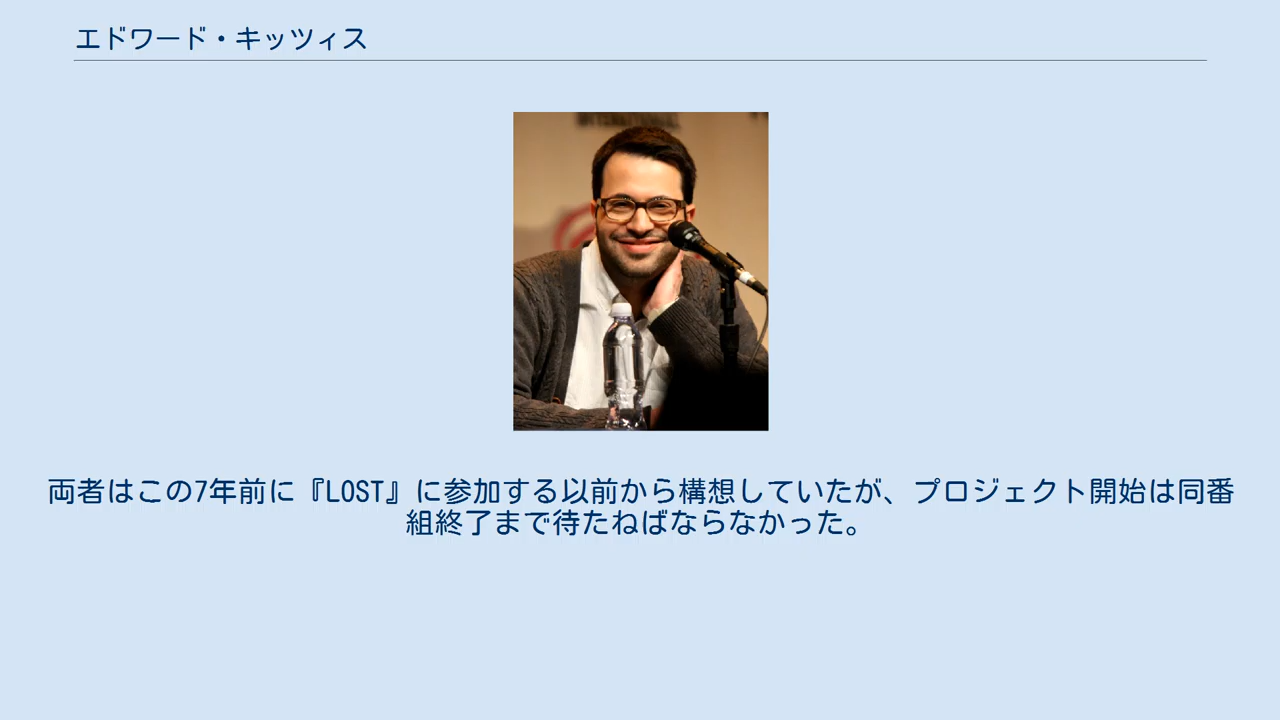 エドワード・キッツィス
両者はこの7年前に『LOST』に参加する以前から構想していたが、プロジェクト開始は同番
組終了まで待たねばならなかった。